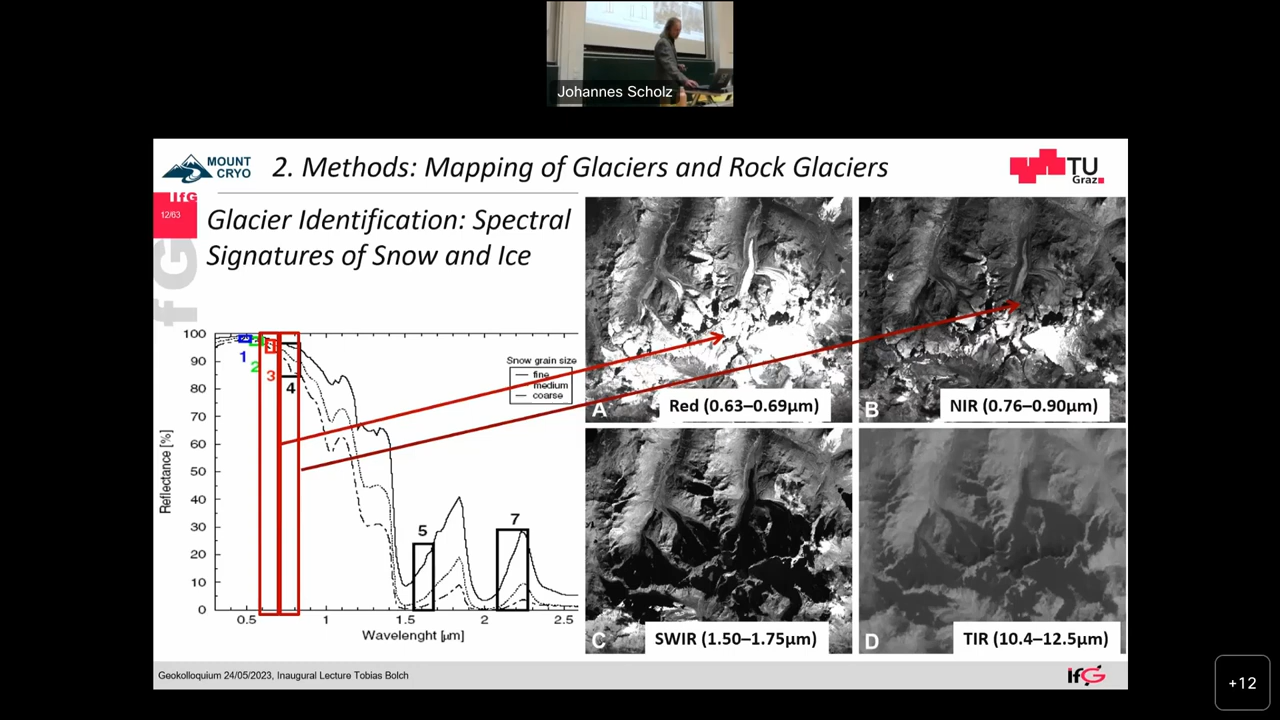 Johannes Scholz
MOUNT
CRYO
2. Methods: Mapping of Glaciers and Rock Glaciers
TU
Graz
IfG
12/63
IfG
Glacier Identification: Spectral
Signatures of Snow and Ice
100
90
80
70
60
50
40
30
20
10
0
Reflectance [%]
1
2
3
4
5
7
Snow grain size
fine
medium
coarse
0.5
1
1.5
2
2.5
Wavelenght [µm]
A
Red (0.63–0.69µm)
B
NIR (0.76–0.90µm)
C
SWIR (1.50–1.75µm)
D
TIR (10.4–12.5µm)
Geokolloquium 24/05/2023, Inaugural Lecture Tobias Bolch
IfG
+12